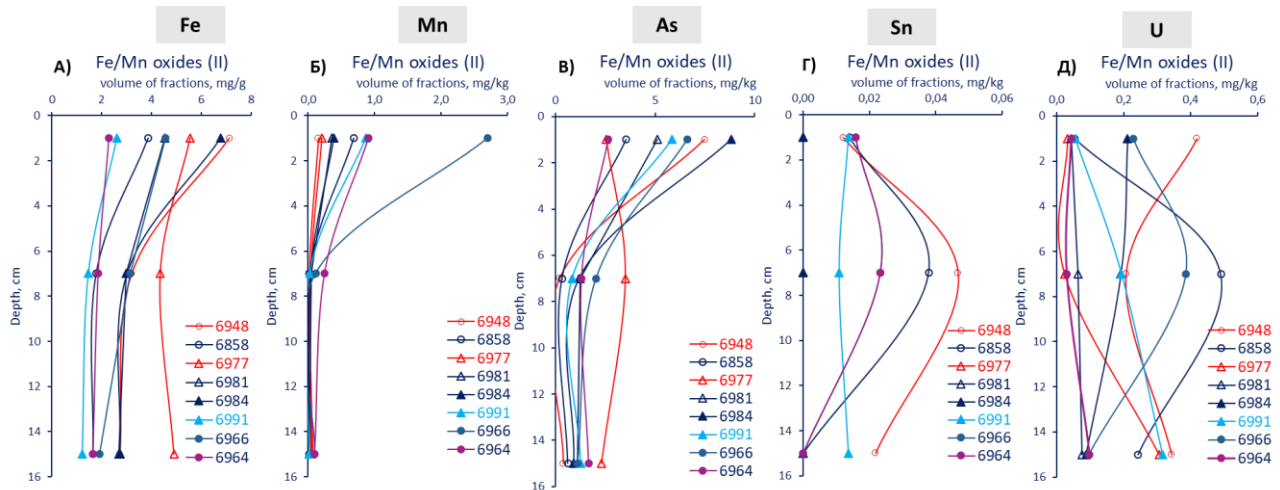 Fe
А)
Fe/Mn oxides (II)
volume of fractions, mg/g
0 2 4 6 8
0
2
4
6
8
10
12
14
16
Depth, cm
6948
6858
6977
6981
6984
6991
6966
6964
Mn
Б)
Fe/Mn oxides (II)
volume of fractions, mg/kg
0,0 1,0 2,0 3,0
0
2
4
6
8
10
12
14
16
Depth, cm
6948
6858
6977
6981
6984
6991
6966
6964
As
В)
Fe/Mn oxides (II)
volume of fractions, mg/kg
0 5 10
0
2
4
6
8
10
12
14
16
Depth, cm
6948
6858
6977
6981
6984
6991
6966
6964
Sn
Г)
Fe/Mn oxides (II)
volume of fractions, mg/kg
0,00 0,02 0,04 0,06
0
2
4
6
8
10
12
14
16
Depth, cm
6948
6858
6977
6981
6984
6991
6966
6964
U
Д)
Fe/Mn oxides (II)
volume of fractions, mg/kg
0,0 0,2 0,4 0,6
0
2
4
6
8
10
12
14
16
Depth, cm
6948
6858
6977
6981
6984
6991
6966
6964